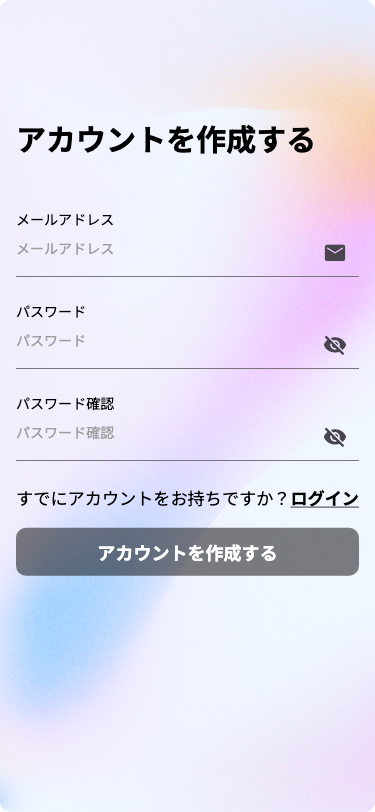 アカウントを作成する
メールアドレス
メールアドレス
パスワード
パスワード
パスワード確認
パスワード確認
すでにアカウントをお持ちですか？ログイン
アカウントを作成する